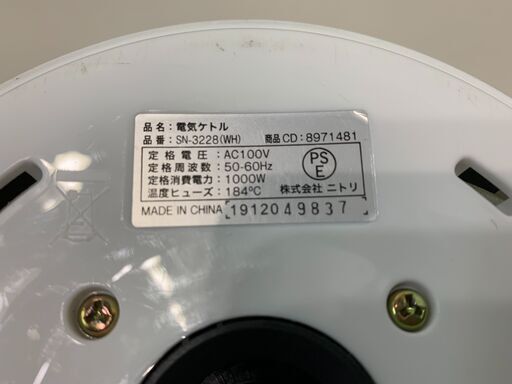 品名：電気ケトル
品番：SN-3228(WH) 商品CD：8971481
定格電圧：AC100V
定格周波数：50-60Hz
定格消費電力：1000W
温度ヒューズ：184℃
PS
E
株式会社 ニトリ
MADE IN CHINA 1912049837